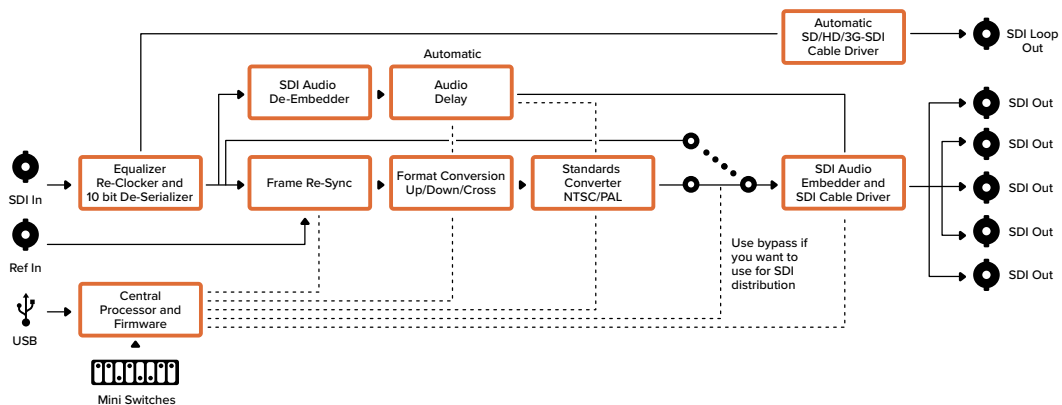 Automatic
SD/HD/3G-SDI
Cable Driver
SDI Loop
Out
Automatic
SDI Audio
De-Embedder
Audio
Delay
SDI Out
SDI Out
SDI In
Equalizer
Re-Clocker and
10 bit De-Serializer
Frame Re-Sync
Format Conversion
Up/Down/Cross
Standards
Converter
NTSC/PAL
SDI Audio
Embedder and
SDI Cable Driver
SDI Out
SDI Out
SDI Out
Ref In
Use bypass if
you want to
use for SDI
distribution
USB
Central
Processor and
Firmware
Mini Switches